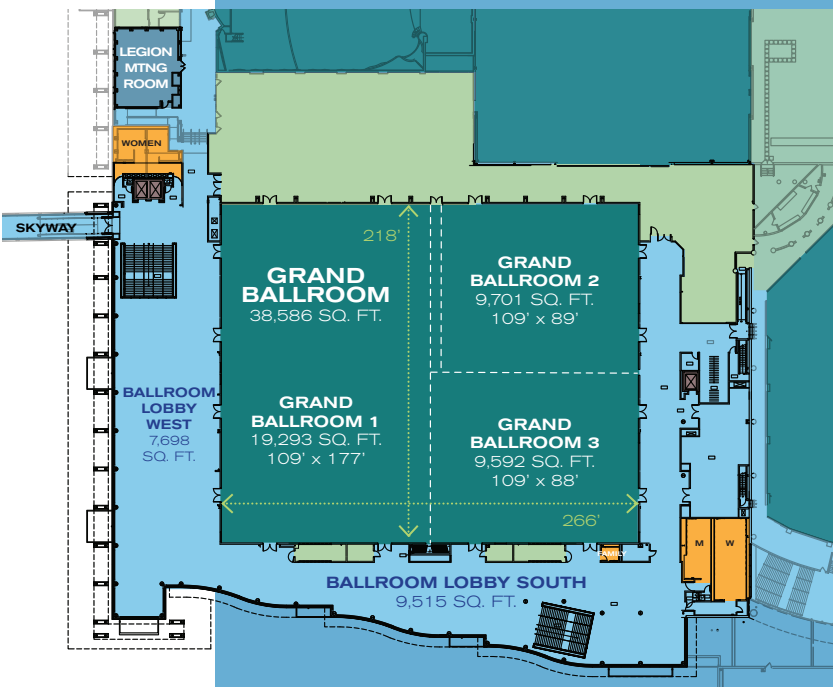 LEGION
MTNG
ROOM
WOMEN
SKYWAY
218'
GRAND
BALLROOM
38,586 SQ. FT.
GRAND
BALLROOM 2
9,701 SQ. FT.
109' x 89'
BALLROOM
LOBBY
WEST
7,698
SQ. FT.
GRAND
BALLROOM 1
19,293 SQ. FT.
109' x 177'
GRAND
BALLROOM 3
9,592 SQ. FT.
109' x 88'
266'
FAMILY
M
W
BALLROOM LOBBY SOUTH
9,515 SQ. FT.